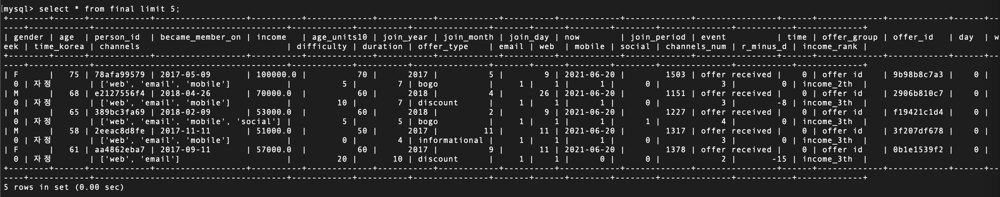 [mysql> select * from final limit 5;
+--------+------+------------+------------------+----------+-------------+-----------+------------+----------+------------+-------------+----------------+------+-------------+------------+------+--
----+------------+--------------------------------------+------------+----------+---------------+-------+------+--------+--------+--------------+-----------+-------------+
| gender | age  | person_id  | became_member_on | income   | age_units10 | join_year | join_month | join_day | now        | join_period | event          | time | offer_group | offer_id   | day  | w
eek | time_korea | channels                             | difficulty | duration | offer_type    | email | web  | mobile | social | channels_num | r_minus_d | income_rank |
+--------+------+------------+------------------+----------+-------------+-----------+------------+----------+------------+-------------+----------------+------+-------------+------------+------+--
----+------------+--------------------------------------+------------+----------+---------------+-------+------+--------+--------+--------------+-----------+-------------+
| F      |   75 | 78afa99579 | 2017-05-09       | 100000.0 |          70 |      2017 |          5 |        9 | 2021-06-20 |        1503 | offer received |    0 | offer id    | 9b98b8c7a3 |    0 |
  0 | 자정        | ['web', 'email', 'mobile']           |          5 |        7 | bogo          |     1 |    1 |      1 |      0 |            3 |         0 | income_2th  |
| M      |   68 | e2127556f4 | 2018-04-26       | 70000.0  |          60 |      2018 |          4 |       26 | 2021-06-20 |        1151 | offer received |    0 | offer id    | 2906b810c7 |    0 |
  0 | 자정        | ['web', 'email', 'mobile']           |         10 |        7 | discount      |     1 |    1 |      1 |      0 |            3 |        -8 | income_3th  |
| M      |   65 | 389bc3fa69 | 2018-02-09       | 53000.0  |          60 |      2018 |          2 |        9 | 2021-06-20 |        1227 | offer received |    0 | offer id    | f19421c1d4 |    0 |
  0 | 자정        | ['web', 'email', 'mobile', 'social'] |          5 |        5 | bogo          |     1 |    1 |      1 |      1 |            4 |         0 | income_3th  |
| M      |   58 | 2eeac8d8fe | 2017-11-11       | 51000.0  |          50 |      2017 |         11 |       11 | 2021-06-20 |        1317 | offer received |    0 | offer id    | 3f207df678 |    0 |
  0 | 자정        | ['web', 'email', 'mobile']           |          0 |        4 | informational |     1 |    1 |      1 |      0 |            3 |         0 | income_3th  |
| F      |   61 | aa4862eba7 | 2017-09-11       | 57000.0  |          60 |      2017 |          9 |       11 | 2021-06-20 |        1378 | offer received |    0 | offer id    | 0b1e1539f2 |    0 |
  0 | 자정        | ['web', 'email']                     |         20 |       10 | discount      |     1 |    1 |      0 |      0 |            2 |       -15 | income_3th  |
+--------+------+------------+------------------+----------+-------------+-----------+------------+----------+------------+-------------+----------------+------+-------------+------------+------+--
----+------------+--------------------------------------+------------+----------+---------------+-------+------+--------+--------+--------------+-----------+-------------+
5 rows in set (0.00 sec)